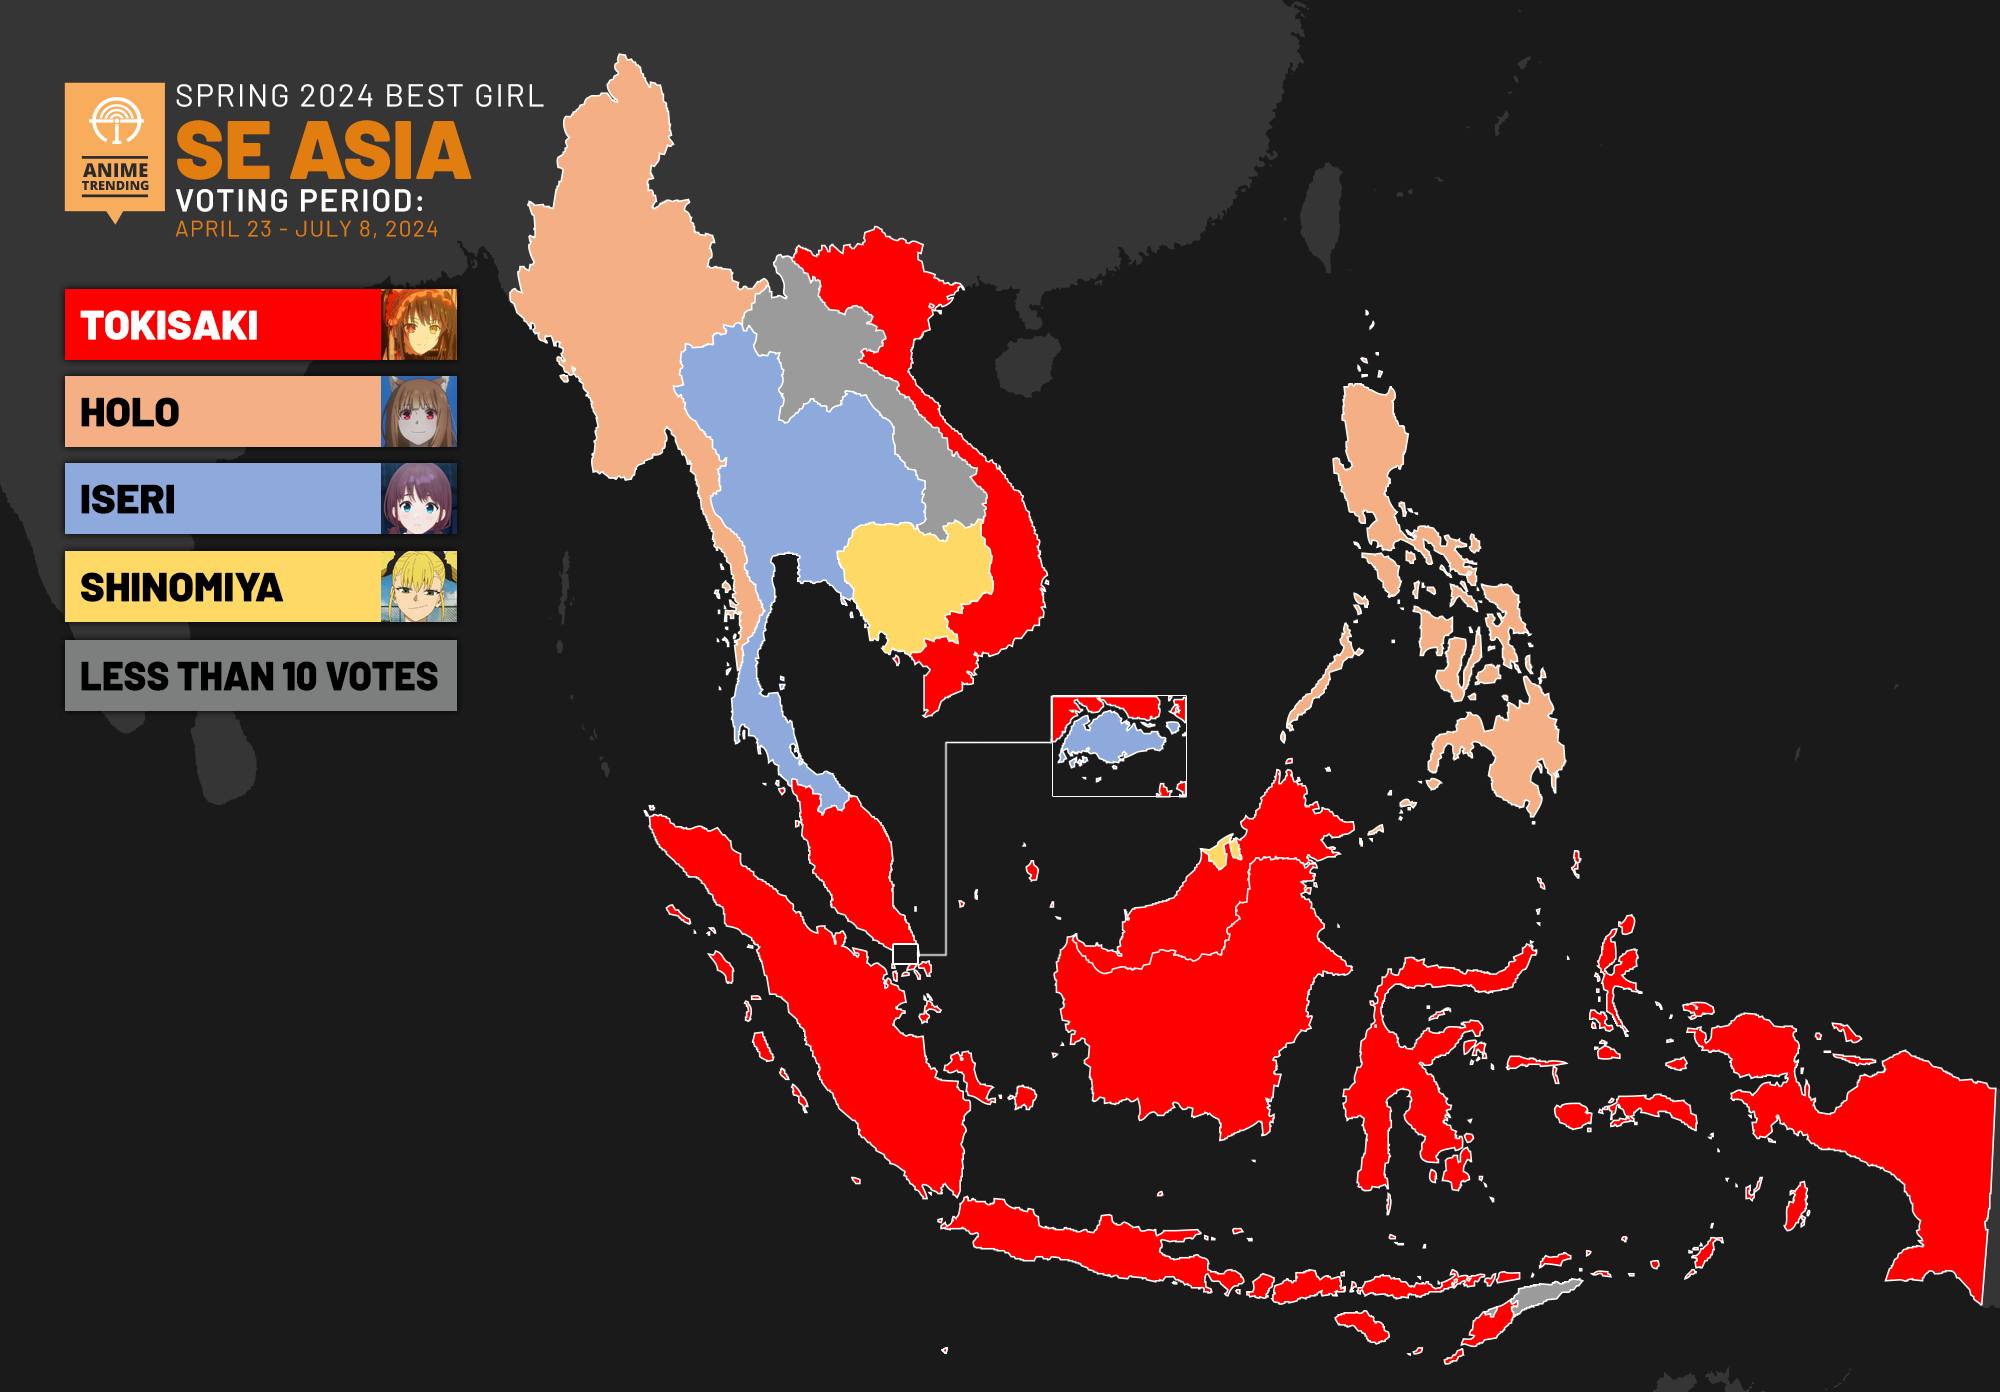 ANIME
TRENDING
SPRING 2024 BEST GIRL
SE ASIA
VOTING PERIOD:
APRIL 23 - JULY 8, 2024
TOKISAKI
HOLO
ISERI
SHINOMIYA
LESS THAN 10 VOTES